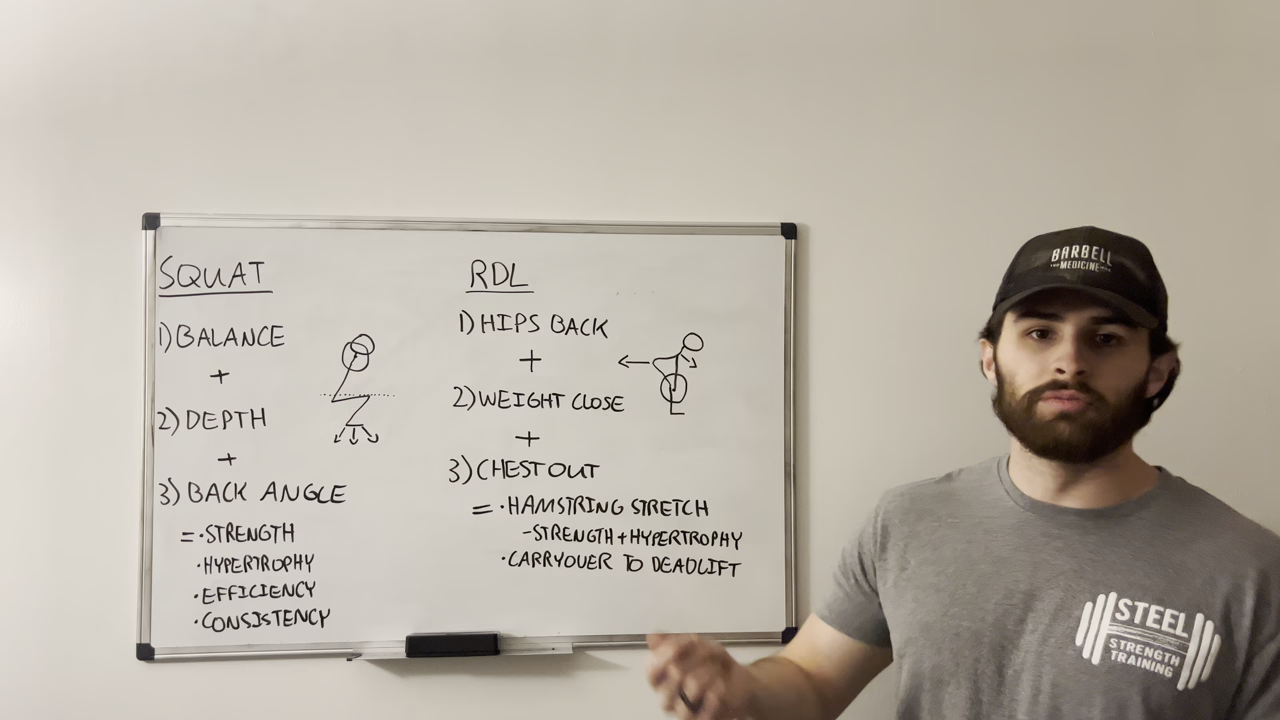 SQUAT
1) BALANCE
+
2) DEPTH
+
3) BACK ANGLE
= · STRENGTH
· HYPERTROPHY
· EFFICIENCY
· CONSISTENCY
RDL
1) HIPS BACK
+
2) WEIGHT CLOSE
+
3) CHEST OUT
= · HAMSTRING STRETCH
- STRENGTH + HYPERTROPHY
· CARRYOVER TO DEADLIFT
BARBELL
MEDICINE
STEEL
STRENGTH
TRAINING